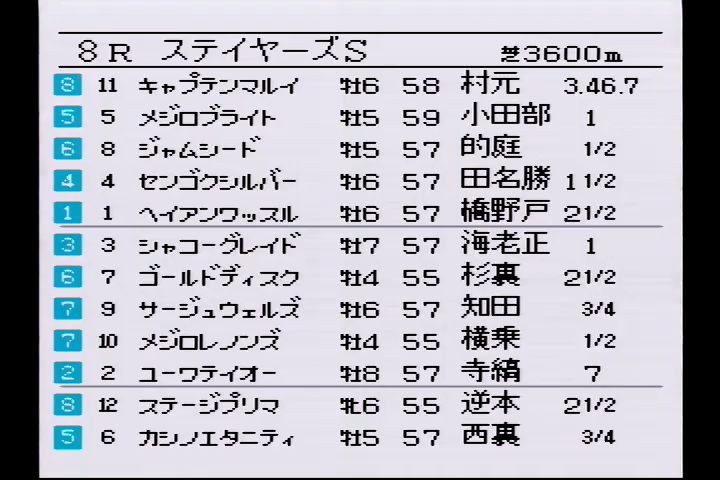 8R ステイヤーズS 芝3600m
8 11 キャプテンマルイ 牡6 58 村元 3.46.7
5 5 メジロブライト 牡5 59 小田部 1
6 8 ジャムシード 牡5 57 的庭 1/2
4 4 センゴクシルバー 牡6 57 田名勝 1 1/2
1 1 ヘイアンワッスル 牡6 57 橋野戸 2 1/2
3 3 シャコーグレイド 牡7 57 海老正 1
6 7 ゴールドディスク 牡4 55 杉裏 2 1/2
7 9 サージュウェルズ 牡6 57 知田 3/4
7 10 メジロレノンズ 牡4 55 横乗 1/2
2 2 ユーワテイオー 牡8 57 寺縞 7
8 12 ステージプリマ 牝6 55 逆本 2 1/2
5 6 カシノエタニティ 牡5 57 西裏 3/4